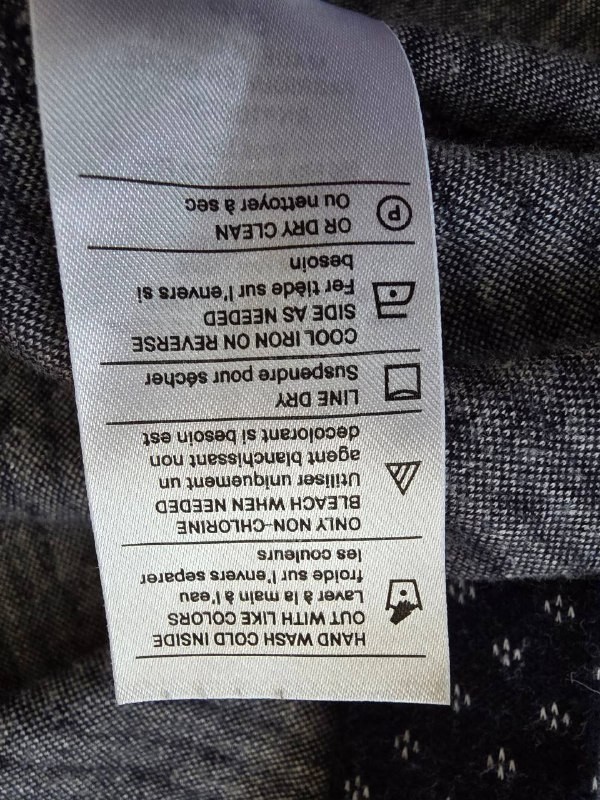 HAND WASH COLD INSIDE
OUT WITH LIKE COLORS
Laver à la main à l'eau
froide sur l'envers separer
les couleurs
ONLY NON-CHLORINE
BLEACH WHEN NEEDED
Utiliser uniquement un
agent blanchissant non
décolorant si besoin est
LINE DRY
Suspendre pour sécher
COOL IRON ON REVERSE
SIDE AS NEEDED
Fer tiède sur l'envers si
besoin
P
OR DRY CLEAN
Ou nettoyer à sec